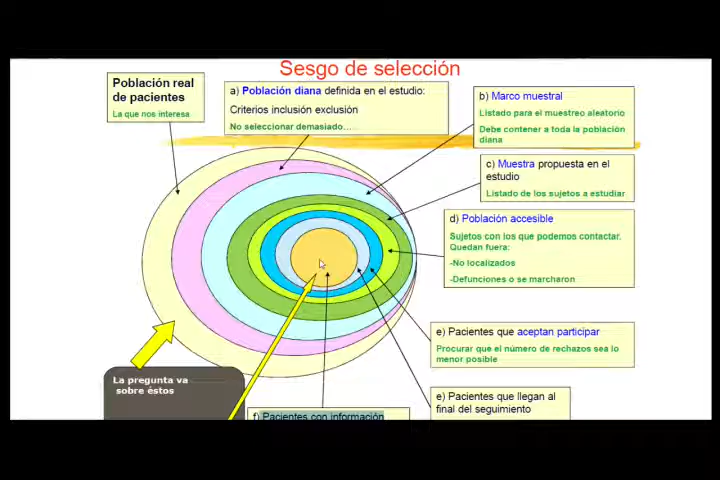 Sesgo de selección
Población real
de pacientes
La que nos interesa
a) Población diana definida en el estudio:
Criterios inclusión exclusión
No seleccionar demasiado…
b) Marco muestral
Listado para el muestreo aleatorio
Debe contener a toda la población
diana
c) Muestra propuesta en el
estudio
Listado de los sujetos a estudiar
d) Población accesible
Sujetos con los que podemos contactar.
Quedan fuera:
-No localizados
-Defunciones o se marcharon
e) Pacientes que aceptan participar
Procurar que el número de rechazos sea lo
menor posible
e) Pacientes que llegan al
final del seguimiento
La pregunta va
sobre éstos
f) Pacientes con información